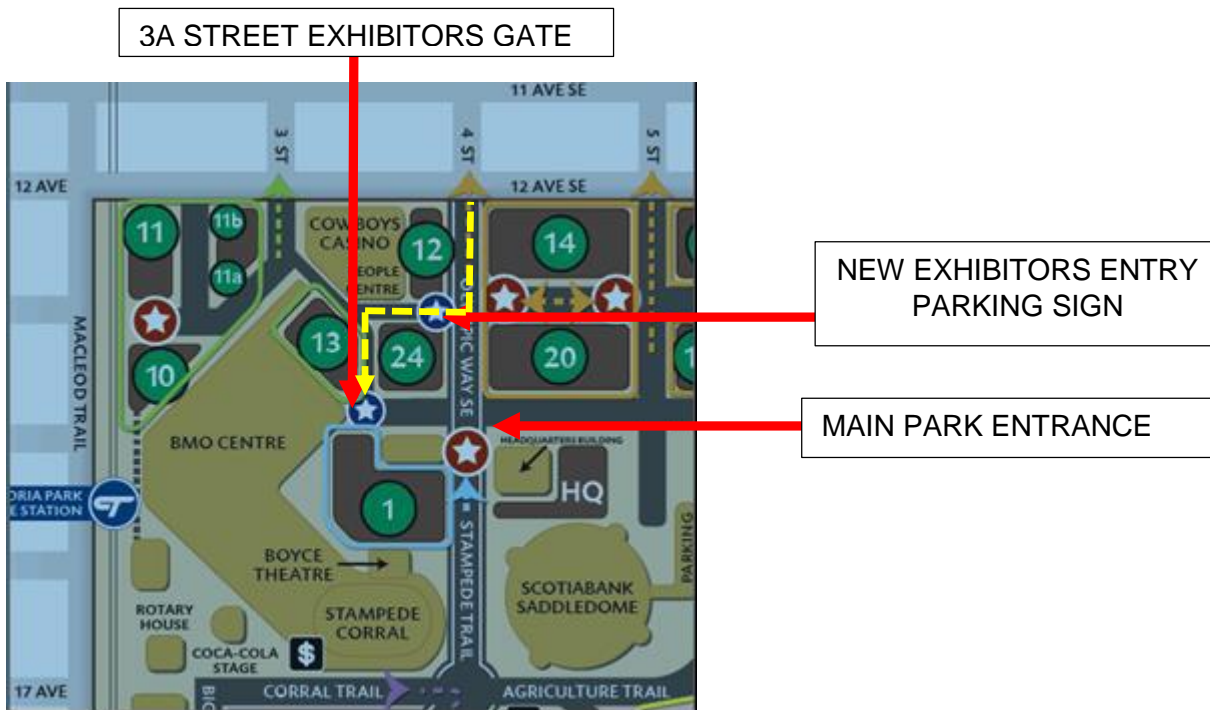 3A STREET EXHIBITORS GATE
11 AVE SE
3 ST
4 ST
5 ST
12 AVE
12 AVE SE
11
11b
11a
COWBOYS
CASINO
12
14
NEW EXHIBITORS ENTRY
PARKING SIGN
MACLEOD TRAIL
13
24
20
10
PIC WAY SE
MAIN PARK ENTRANCE
BMO CENTRE
HEADQUARTERS BUILDING
HQ
ORIA PARK
E STATION
1
STAMPEDE TRAIL
PARKING
BOYCE
THEATRE
SCOTIABANK
SADDLEDOME
ROTARY
HOUSE
STAMPEDE
CORRAL
COCA-COLA
STAGE
$
17 AVE
CORRAL TRAIL
AGRICULTURE TRAIL